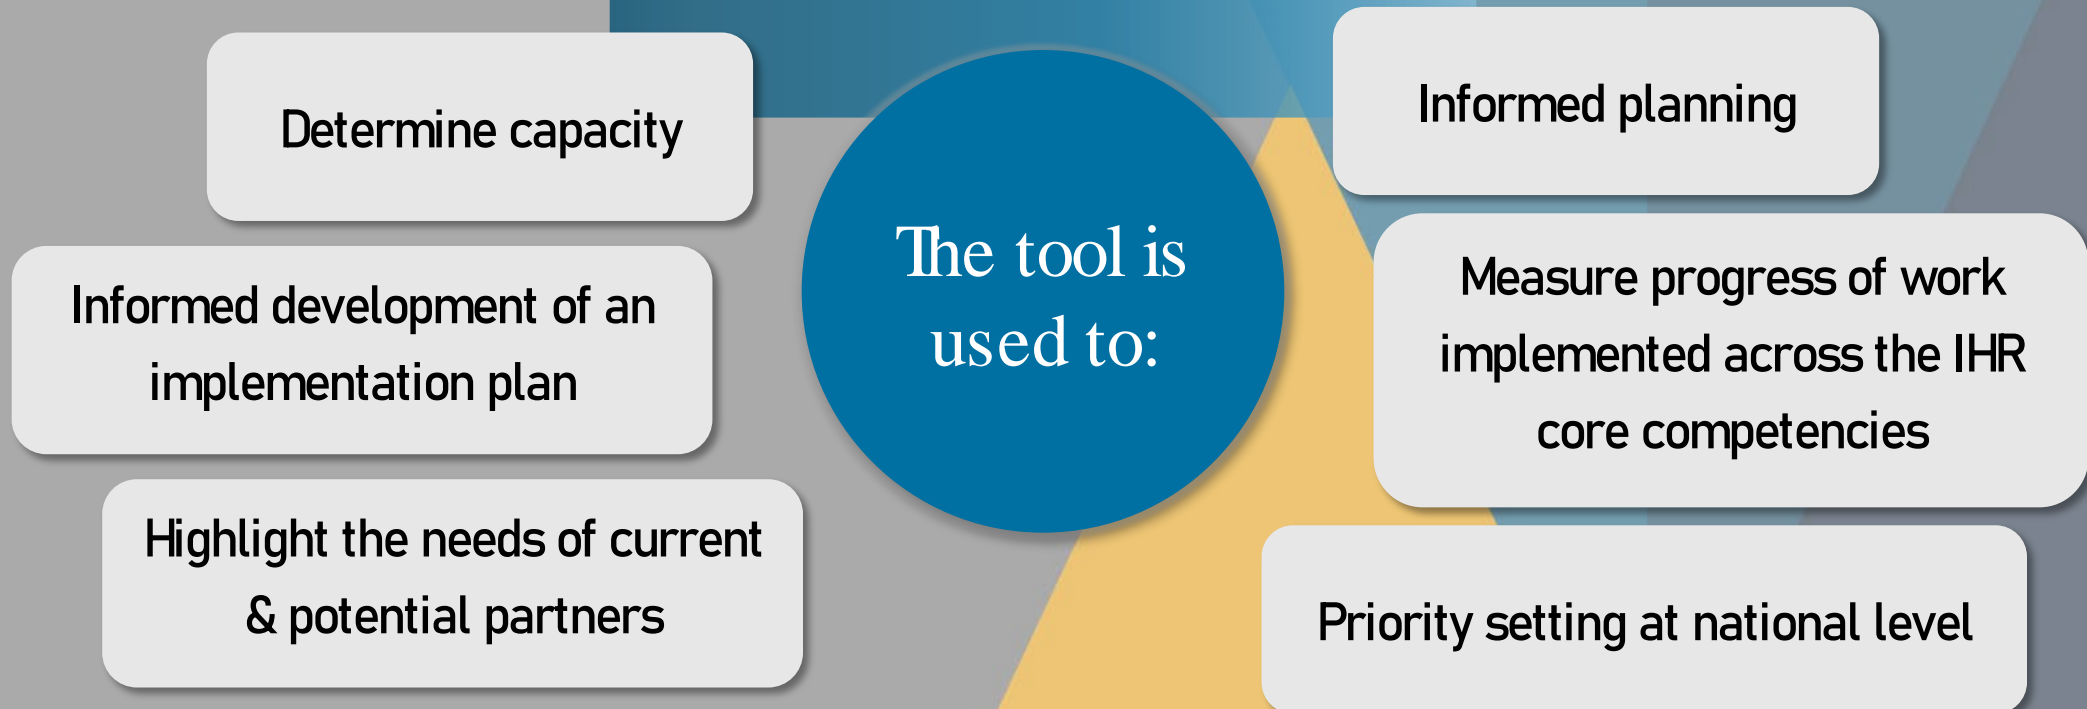 Determine capacity
Informed development of an
implementation plan
Highlight the needs of current
& potential partners
The tool is
used to:
Informed planning
Measure progress of work
implemented across the IHR
core competencies
Priority setting at national level